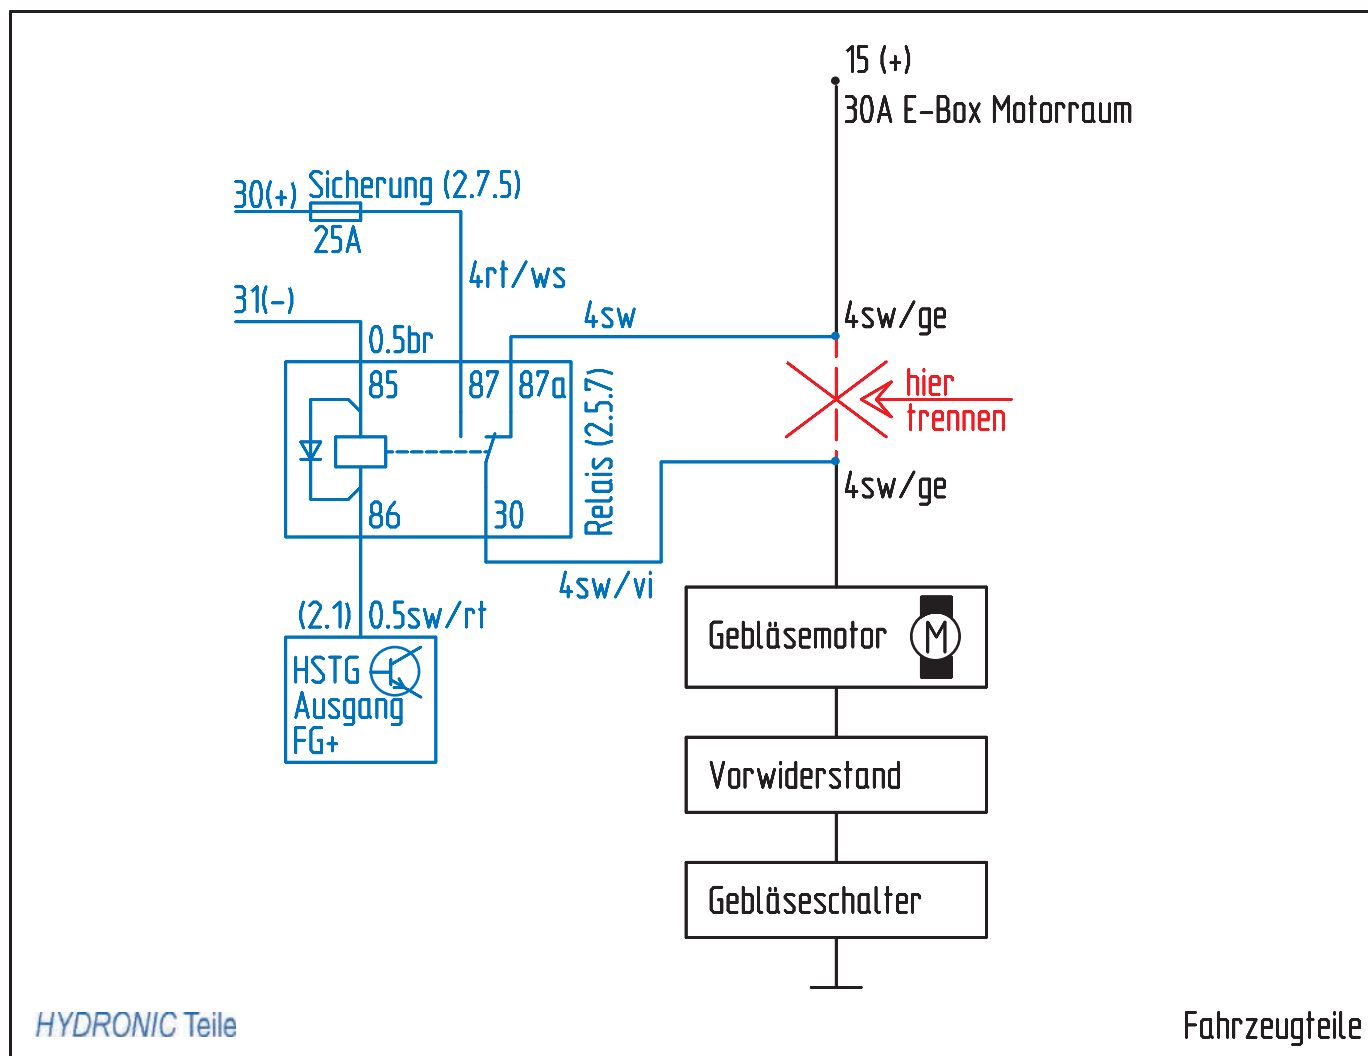 15 (+)
30A E-Box Motorraum
Sicherung (2.7.5)
30(+)
25A
4rt/ws
31(-)
0.5br
4sw
4sw/ge
85
87
87a
hier
trennen
Relais (2.5.7)
4sw/ge
86
30
4sw/vi
(2.1)
0.5sw/rt
Gebläsemotor
M
HSTG
Ausgang
FG+
Vorwiderstand
Gebläseschalter
HYDRONIC Teile
Fahrzeugteile